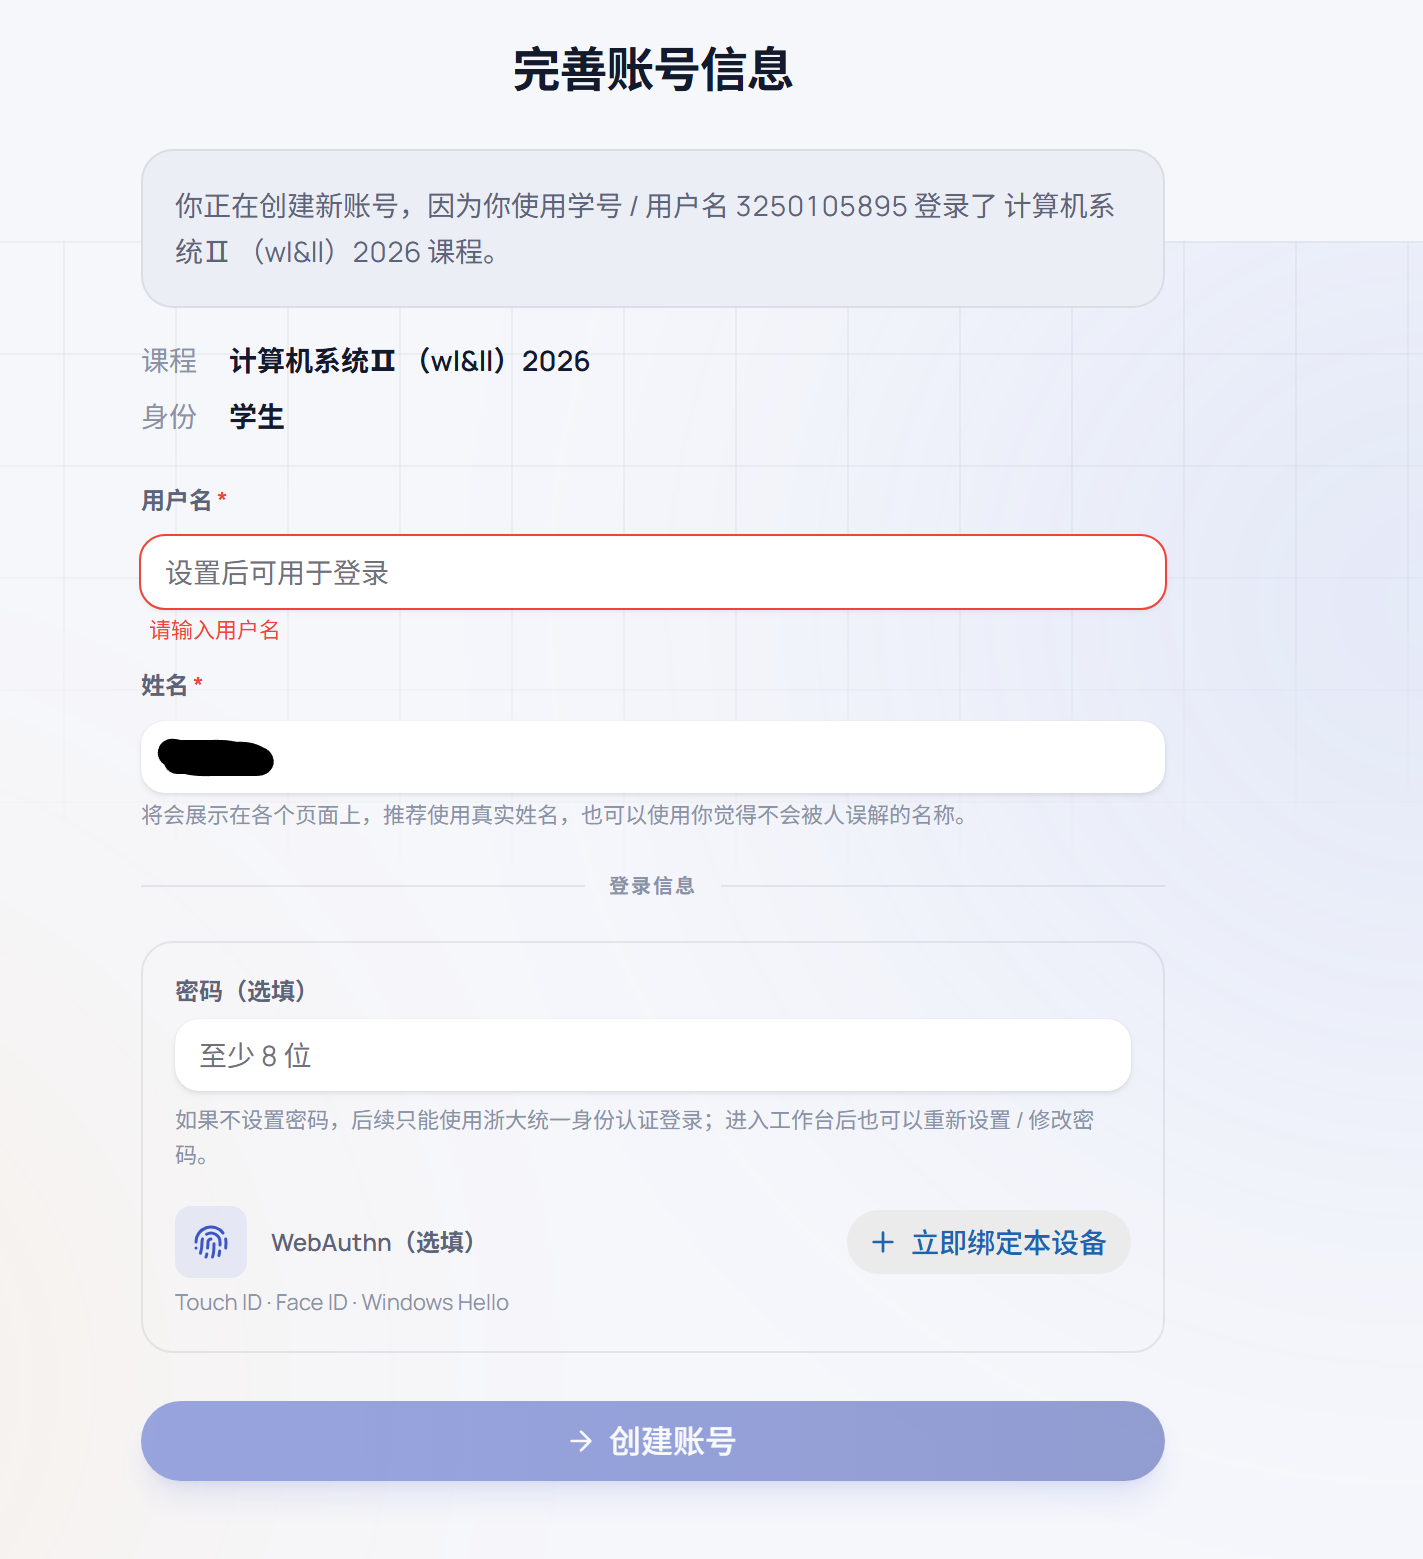 完善账号信息
你正在创建新账号，因为你使用学号 / 用户名 3250105895 登录了 计算机系
统Ⅱ （wl&ll）2026 课程。
课程 计算机系统Ⅱ （wl&ll）2026
身份 学生
用户名 *
设置后可用于登录
请输入用户名
姓名 *
将会展示在各个页面上，推荐使用真实姓名，也可以使用你觉得不会被人误解的名称。
登录信息
密码（选填）
至少 8 位
如果不设置密码，后续只能使用浙大统一身份认证登录；进入工作台后也可以重新设置 / 修改密
码。
WebAuthn（选填） + 立即绑定本设备
Touch ID · Face ID · Windows Hello
→ 创建账号